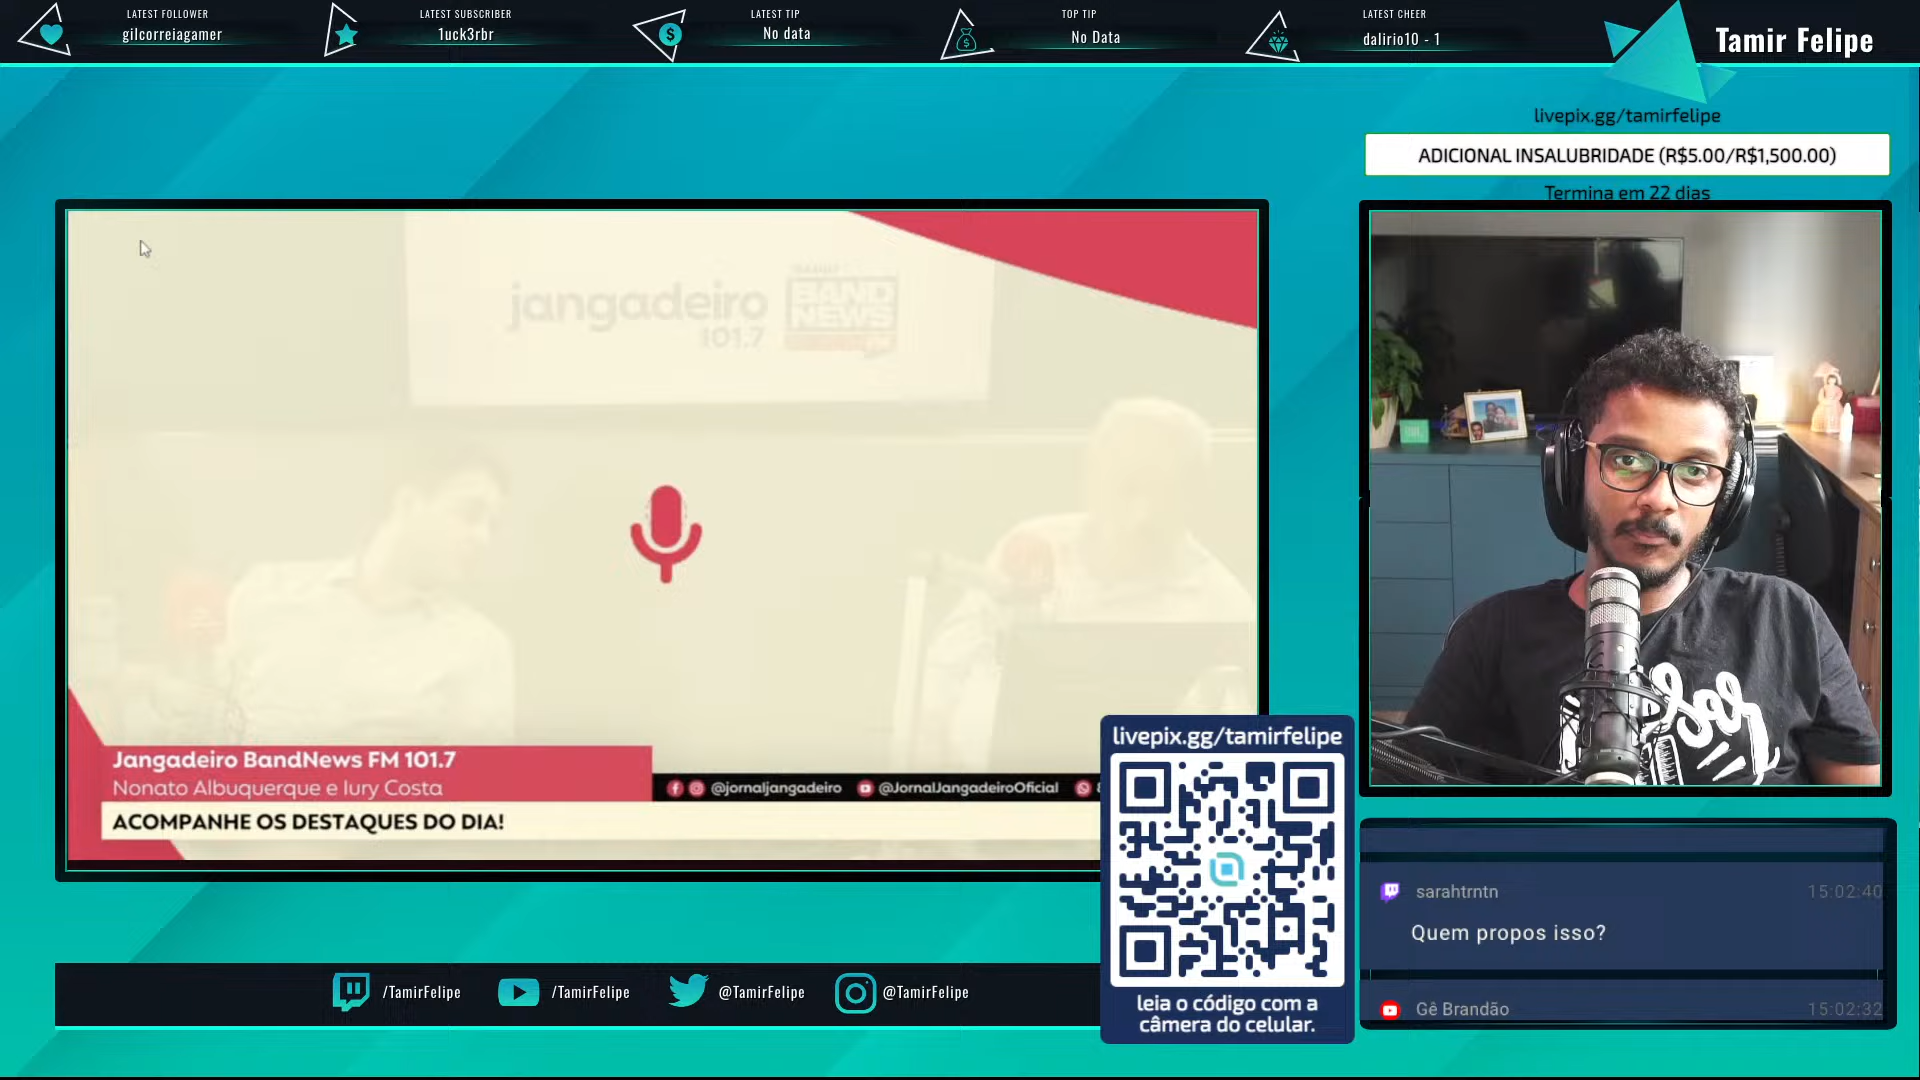 LATEST FOLLOWER
gilcorreiagamer
LATEST SUBSCRIBER
1uck3rbr
LATEST TIP
No data
TOP TIP
No Data
LATEST CHEER
dalirio10 - 1
Tamir Felipe
livepix.gg/tamirfelipe
ADICIONAL INSALUBRIDADE (R$5.00/R$1,500.00)
Termina em 22 dias
jangadeiro
101.7
BAND
NEWS
FM
Jangadeiro BandNews FM 101.7
Nonato Albuquerque e Iury Costa
@jornaljangadeiro
@JornalJangadeiroOficial
ACOMPANHE OS DESTAQUES DO DIA!
livepix.gg/tamirfelipe
leia o código com a
câmera do celular.
sarahtrntn
15:02:40
Quem propos isso?
Gê Brandão
15:02:32
/TamirFelipe
/TamirFelipe
@TamirFelipe
@TamirFelipe